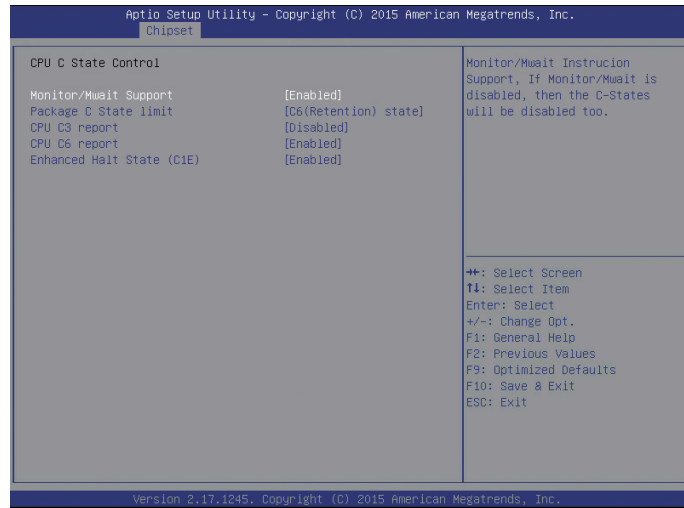 Aptio Setup Utility – Copyright (C) 2015 American Megatrends, Inc.
Chipset
CPU C State Control
Monitor/Mwait Support [Enabled]
Package C State limit [C6(Retention) state]
CPU C3 report [Disabled]
CPU C6 report [Enabled]
Enhanced Halt State (C1E) [Enabled]
Monitor/Mwait Instrucion
Support, If Monitor/Mwait is
disabled, then the C-States
will be disabled too.
→←: Select Screen
↑↓: Select Item
Enter: Select
+/-: Change Opt.
F1: General Help
F2: Previous Values
F9: Optimized Defaults
F10: Save & Exit
ESC: Exit
Version 2.17.1245. Copyright (C) 2015 American Megatrends, Inc.